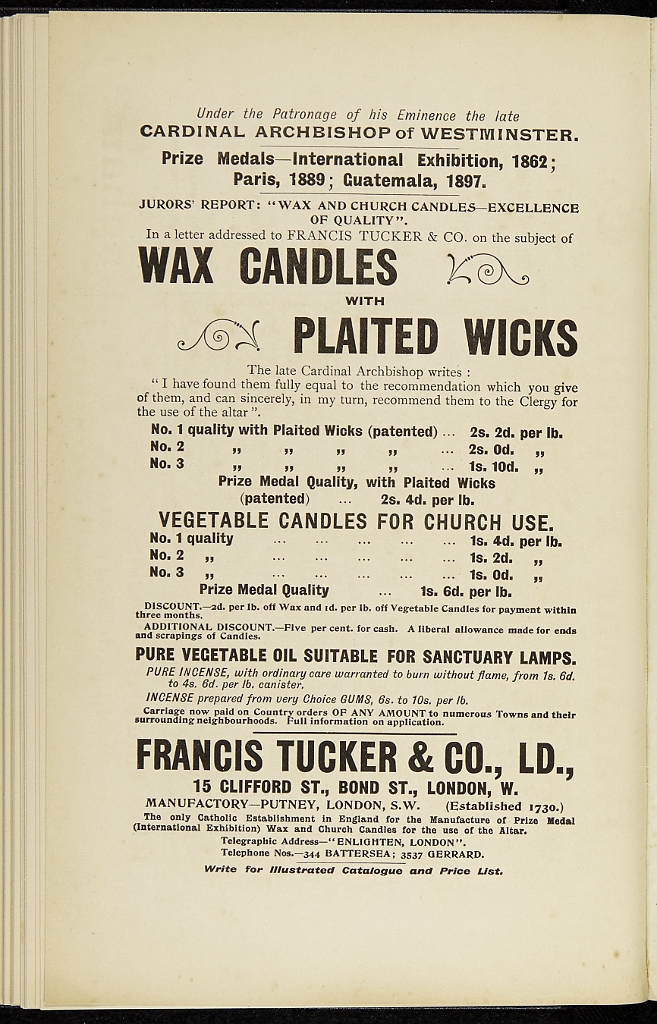 Under the Patronage of his Eminence the late
CARDINAL ARCHBISHOP of WESTMINSTER.
Prize Medals—International Exhibition, 1862;
Paris, 1889; Guatemala, 1897.
JURORS' REPORT: "WAX AND CHURCH CANDLES—EXCELLENCE
OF QUALITY".
In a letter addressed to FRANCIS TUCKER & CO. on the subject of
WAX CANDLES
WITH
PLAITED WICKS
The late Cardinal Archbishop writes :
" I have found them fully equal to the recommendation which you give
of them, and can sincerely, in my turn, recommend them to the Clergy for
the use of the altar ".
No. 1 quality with Plaited Wicks (patented) ... 2s. 2d. per lb.
No. 2 ,, ,, ,, ,, ... 2s. 0d. ,,
No. 3 ,, ,, ,, ,, ... 1s. 10d. ,,
Prize Medal Quality, with Plaited Wicks
(patented) ... 2s. 4d. per lb.
VEGETABLE CANDLES FOR CHURCH USE.
No. 1 quality ... ... ... ... ... 1s. 4d. per lb.
No. 2 ,, ... ... ... ... ... 1s. 2d. ,,
No. 3 ,, ... ... ... ... ... 1s. 0d. ,,
Prize Medal Quality ... 1s. 6d. per lb.
DISCOUNT.—2d. per lb. off Wax and 1d. per lb. off Vegetable Candles for payment within
three months.
ADDITIONAL DISCOUNT.—Five per cent. for cash. A liberal allowance made for ends
and scrapings of Candles.
PURE VEGETABLE OIL SUITABLE FOR SANCTUARY LAMPS.
PURE INCENSE, with ordinary care warranted to burn without flame, from 1s. 6d.
to 4s. 6d. per lb. canister.
INCENSE prepared from very Choice GUMS, 6s. to 10s. per lb.
Carriage now paid on Country orders OF ANY AMOUNT to numerous Towns and their
surrounding neighbourhoods. Full information on application.
FRANCIS TUCKER & CO., LD.,
15 CLIFFORD ST., BOND ST., LONDON, W.
MANUFACTORY—PUTNEY, LONDON, S.W. (Established 1730.)
The only Catholic Establishment in England for the Manufacture of Prize Medal
(International Exhibition) Wax and Church Candles for the use of the Altar.
Telegraphic Address—"ENLIGHTEN, LONDON".
Telephone Nos.—344 BATTERSEA; 3537 GERRARD.
Write for Illustrated Catalogue and Price List.